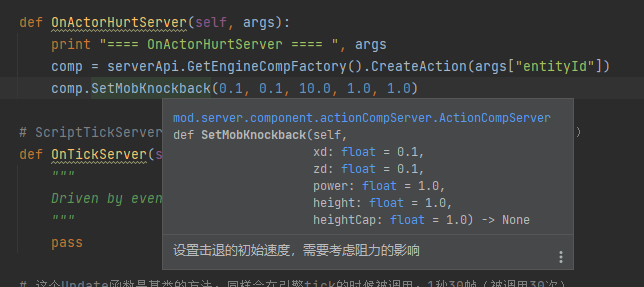 def OnActorHurtServer(self, args):
print "==== OnActorHurtServer ==== ", args
comp = serverApi.GetEngineCompFactory().CreateAction(args["entityId"])
comp.SetMobKnockback(0.1, 0.1, 10.0, 1.0, 1.0)
mod.server.component.actionCompServer.ActionCompServer
# ScriptTickServer
)
def SetMobKnockback(self,
def OnTickServer(s
xd: float = 0.1,
"""
zd: float = 0.1,
Driven by even
power: float = 1.0,
height: float = 1.0,
"""
heightCap: float = 1.0) -> None
pass
设置击退的初始速度，需要考虑阻力的影响
# 这个Update函数是基类的方法，同样会在引擎tick的时候被调用，1秒30帧（被调用30次）